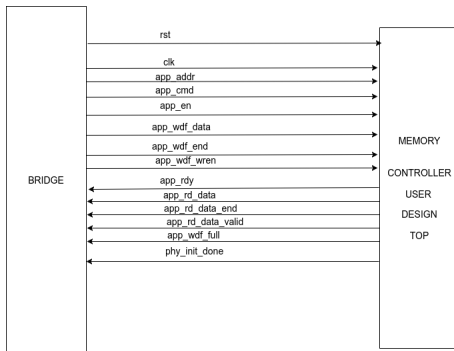 rst
clk
app_addr
app_cmd
app_en
app_wdf_data
app_wdf_end
app_wdf_wren
app_rdy
app_rd_data
app_rd_data_end
app_rd_data_valid
app_wdf_full
phy_init_done
BRIDGE
MEMORY
CONTROLLER
USER
DESIGN
TOP